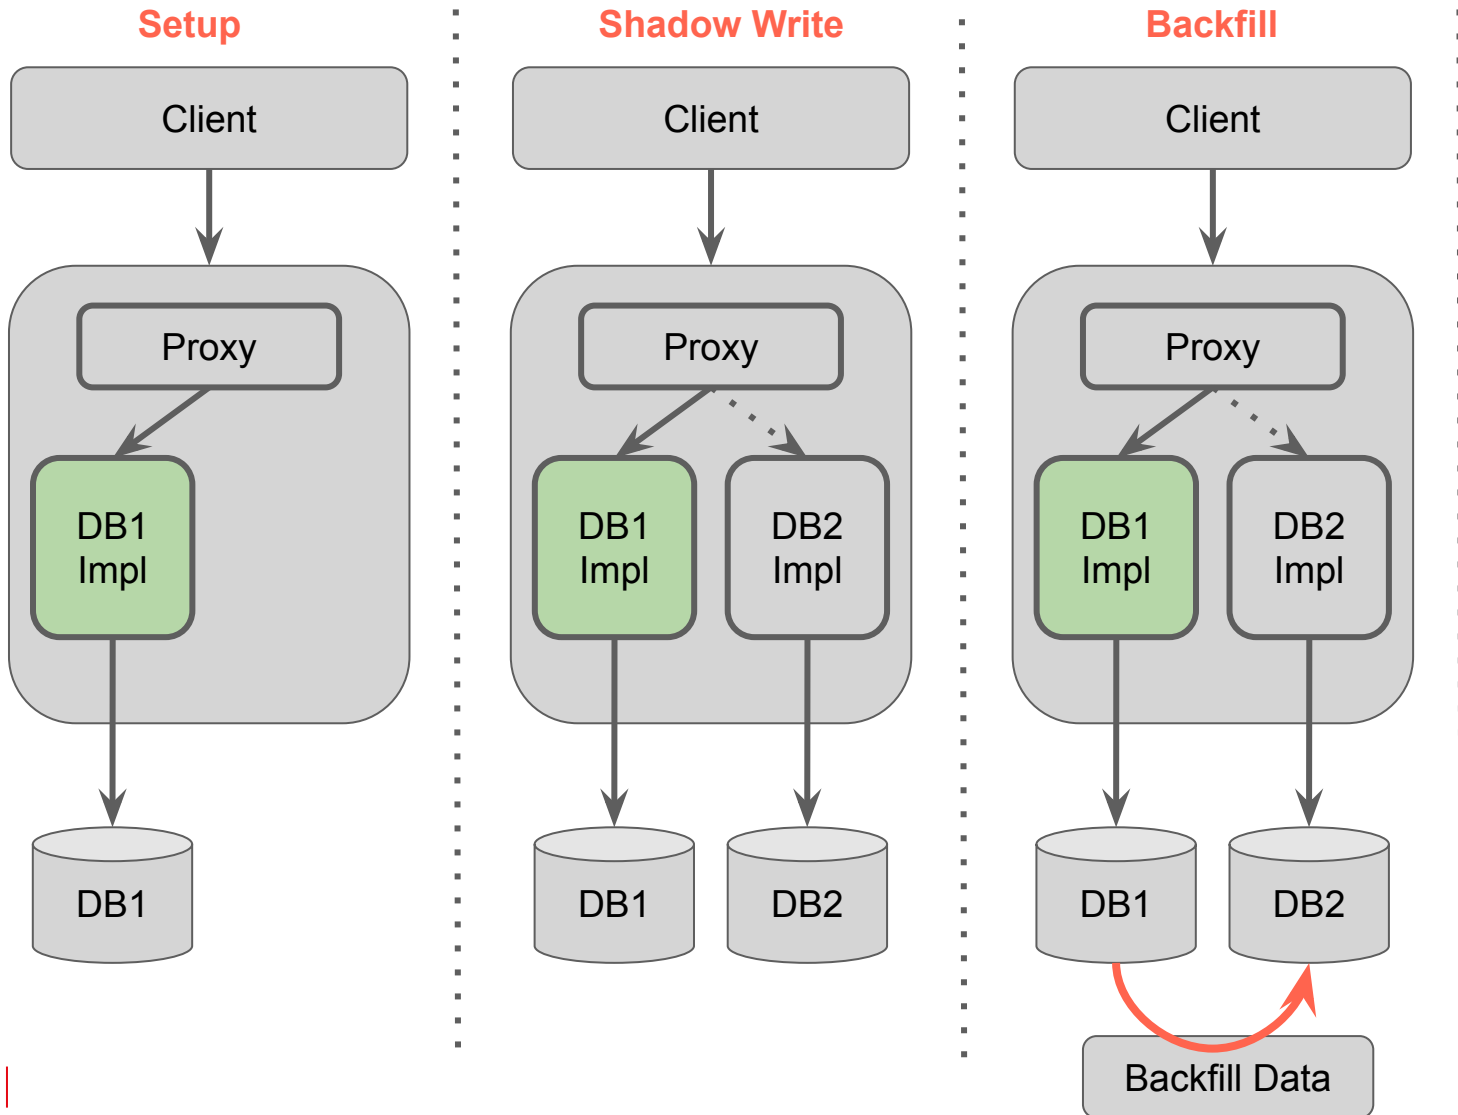 Setup
Client
Proxy
DB1
Impl
DB1
Shadow Write
Client
Proxy
DB1
Impl
DB2
Impl
DB1
DB2
Backfill
Client
Proxy
DB1
Impl
DB2
Impl
DB1
DB2
Backfill Data